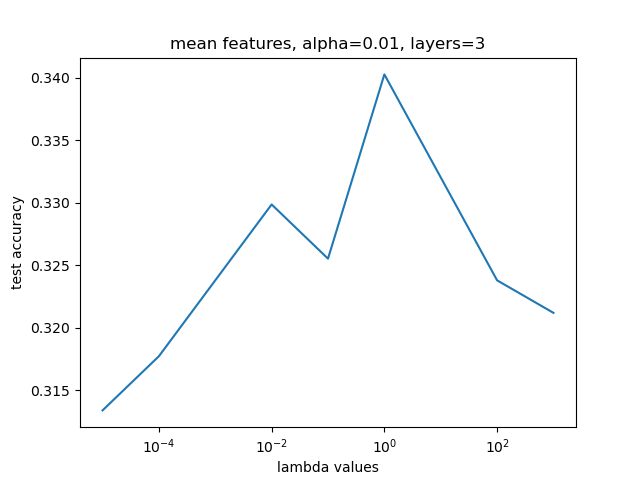 mean features, alpha=0.01, layers=3
0.340
0.335
0.330
0.325
0.320
0.315
test accuracy
10⁻⁴ 10⁻² 10⁰ 10²
lambda values